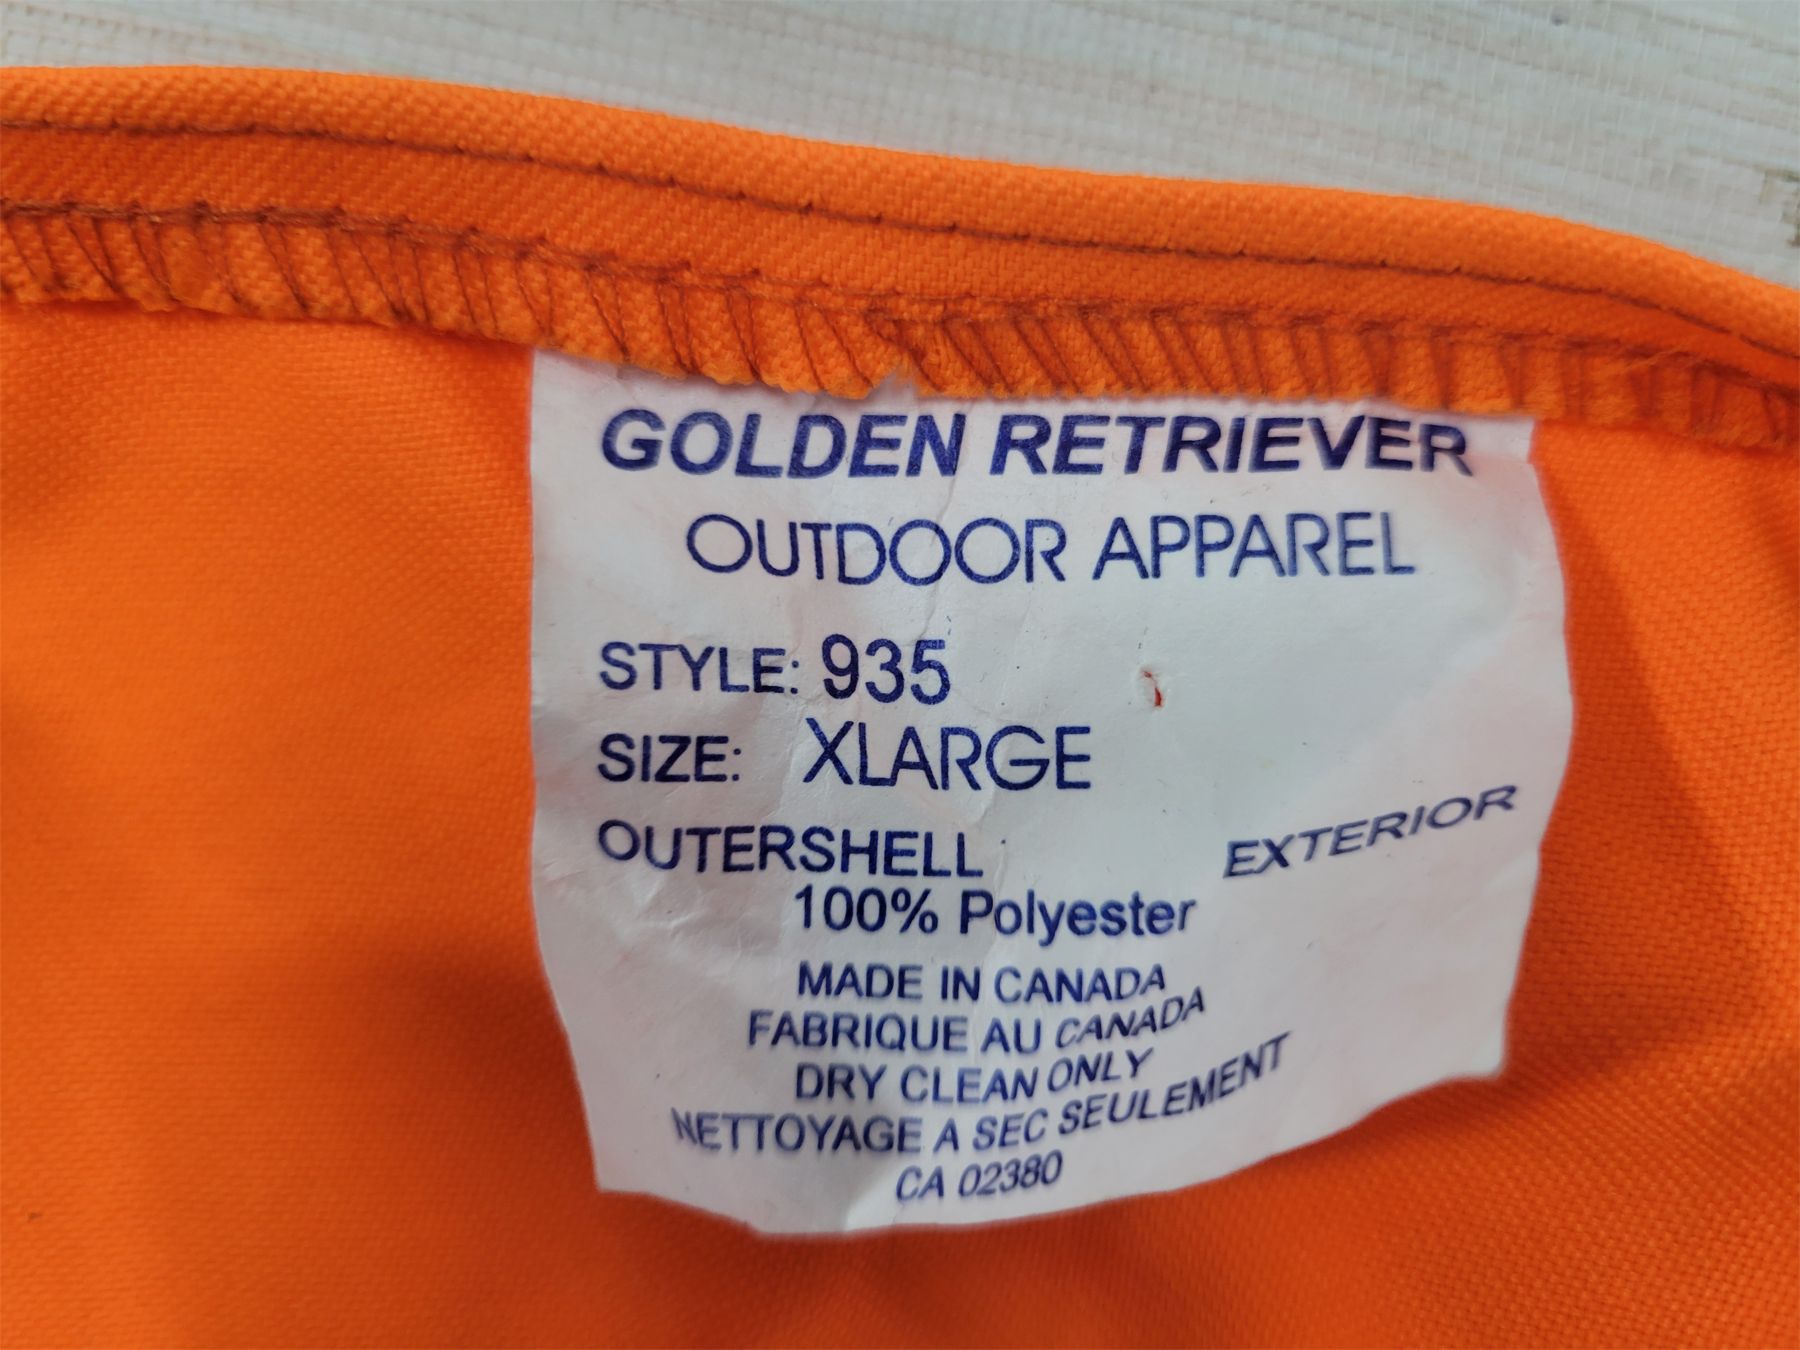 GOLDEN RETRIEVER
OUTDOOR APPAREL
STYLE: 935
SIZE: XLARGE
OUTERSHELL EXTERIOR
100% Polyester
MADE IN CANADA
FABRIQUE AU CANADA
DRY CLEAN ONLY
NETTOYAGE A SEC SEULEMENT
CA 02380